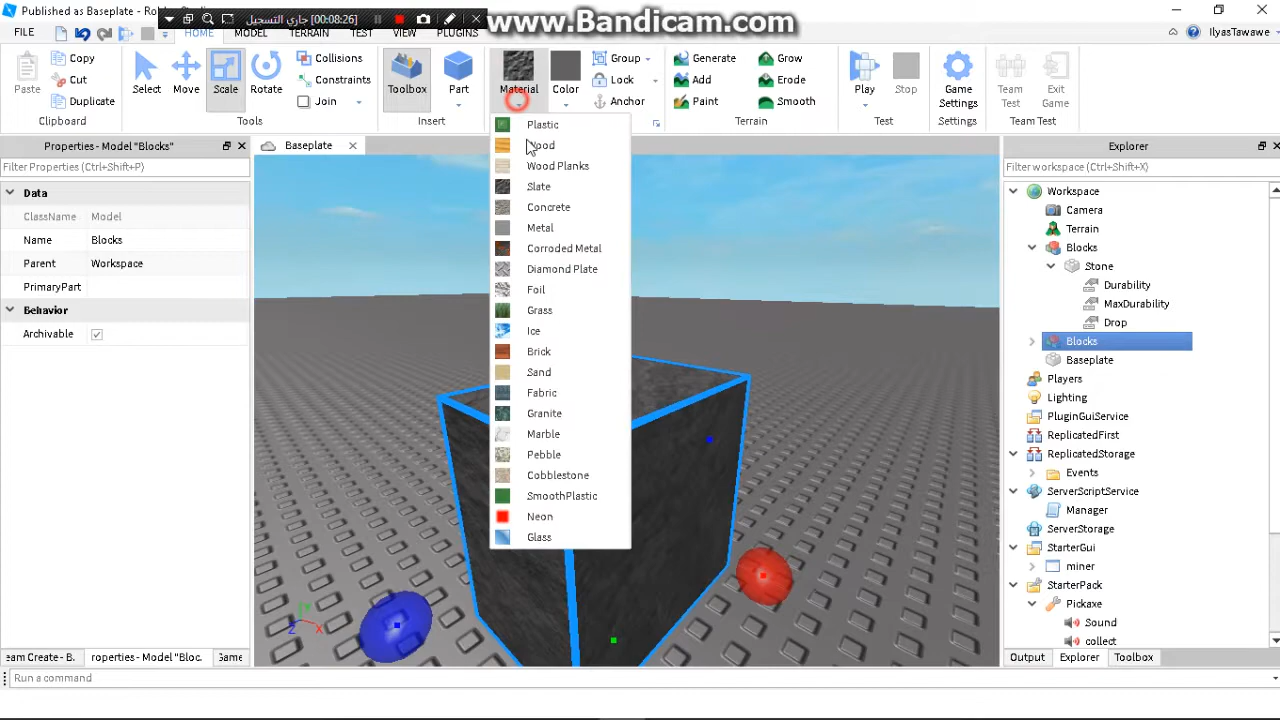 Published as Baseplate - Ro
جاري التسجيل [00:08:26]
www.Bandicam.com
FILE
HOME
MODEL
TERRAIN
TEST
VIEW
PLUGINS
IlyasTawawe
Paste
Copy
Cut
Duplicate
Clipboard
Select
Move
Scale
Rotate
Collisions
Constraints
Join
Tools
Toolbox
Part
Insert
Material
Color
Group
Lock
Anchor
Generate
Add
Paint
Grow
Erode
Smooth
Terrain
Play
Stop
Test
Game Settings
Settings
Team Test
Exit Game
Team Test
Properties - Model "Blocks"
Filter Properties (Ctrl+Shift+P)
Data
ClassName Model
Name Blocks
Parent Workspace
PrimaryPart
Behavior
Archivable
Baseplate
Plastic
Wood
Wood Planks
Slate
Concrete
Metal
Corroded Metal
Diamond Plate
Foil
Grass
Ice
Brick
Sand
Fabric
Granite
Marble
Pebble
Cobblestone
SmoothPlastic
Neon
Glass
Y
Z
X
Explorer
Filter workspace (Ctrl+Shift+X)
Workspace
Camera
Terrain
Blocks
Stone
Durability
MaxDurability
Drop
Blocks
Baseplate
Players
Lighting
PluginGuiService
ReplicatedFirst
ReplicatedStorage
Events
ServerScriptService
Manager
ServerStorage
StarterGui
miner
StarterPack
Pickaxe
Sound
collect
eam Create - B.
roperties - Model "Bloc.
Game
Output
Explorer
Toolbox
Run a command